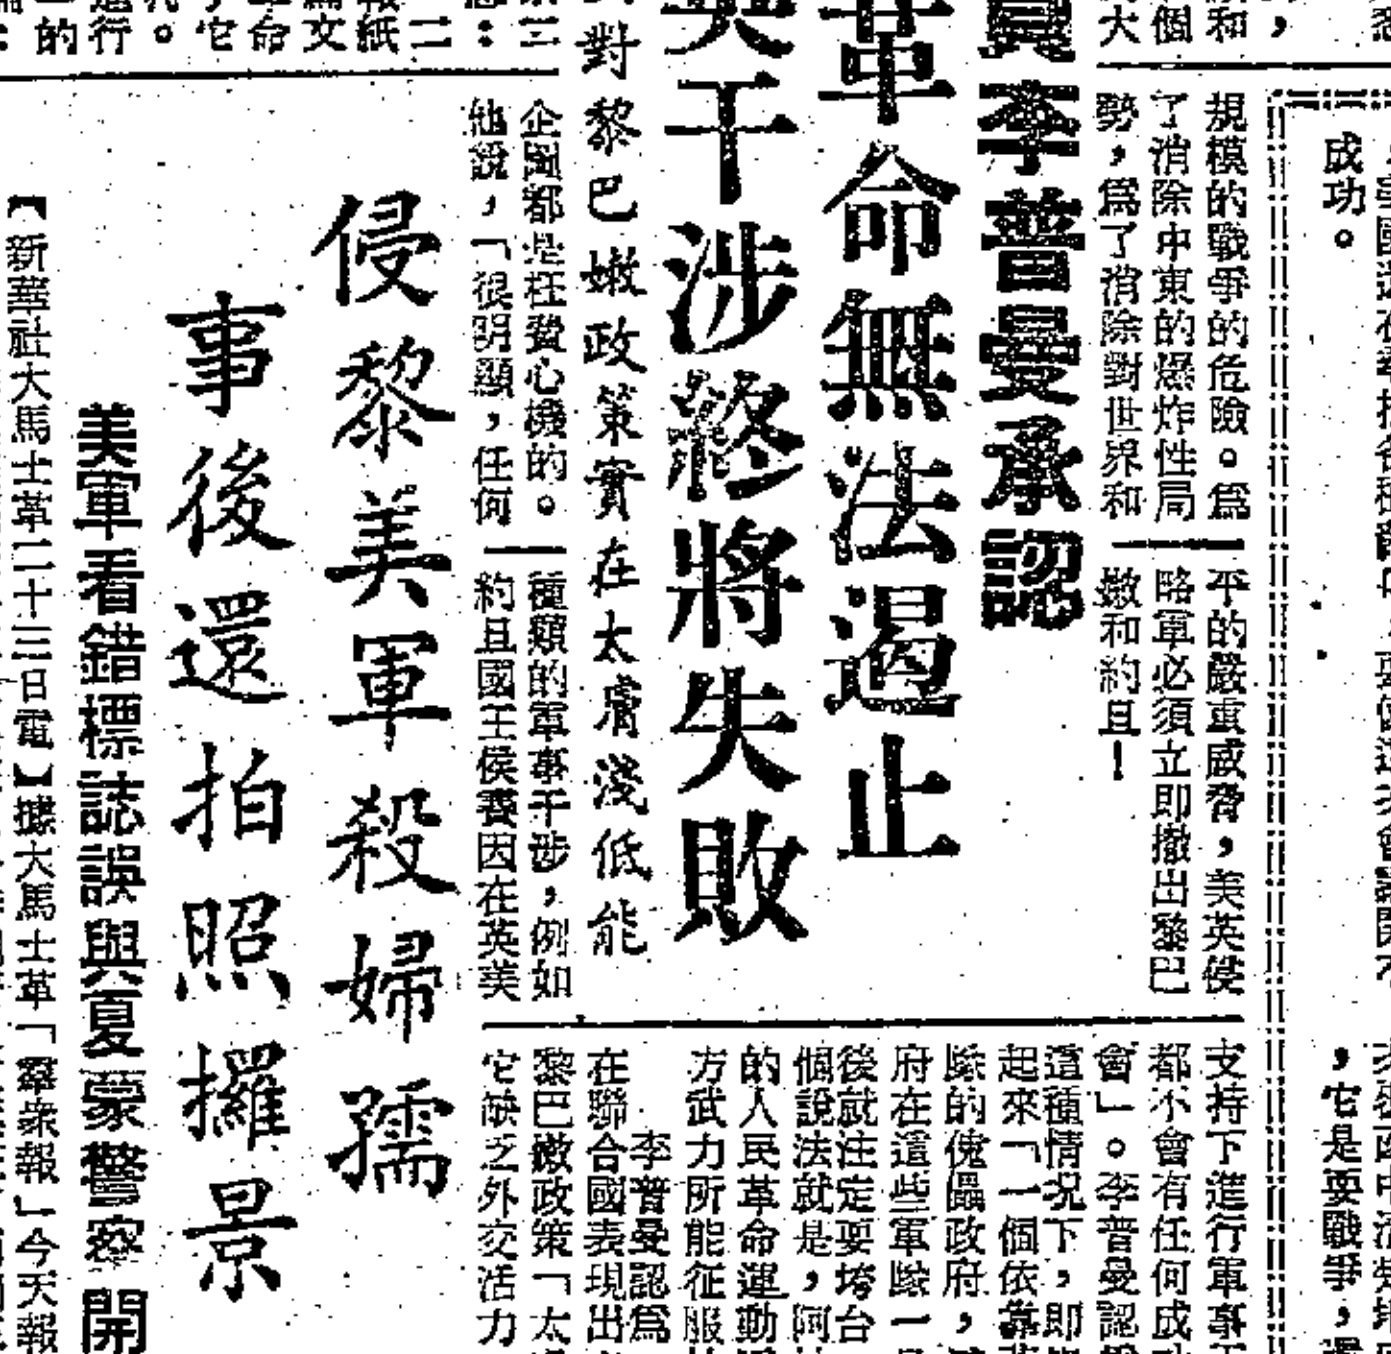 成功。
，它是要戰爭，
規模的戰爭的危險。爲
了消除中東的爆炸性局
勢，爲了消除對世界和
平的嚴重威脅，美英侵
略軍必須立即撤出黎巴
嫩和約旦！
員李普曼承認
革命無法遏止
英干涉終將失敗
對黎巴嫩政策實在太膚淺低能
企圖都是枉費心機的。
他說，「很明顯，任何
種類的軍事干涉，例如
約旦國王侯賽因在英美
支持下進行軍事干
都不會有任何成功
會」。李普曼認
這種情況下，即
起來「一個依靠
隊的傀儡政府，
府在這些軍隊一
後就注定要垮台
個說法就是，阿
的人民革命運動
方武力所能征服
李普曼認爲
在聯合國表現出
黎巴嫩政策「太
它缺乏外交活力
侵黎美軍殺婦孺
事後還拍照攞景
美軍看錯標誌誤與夏蒙警察開
【新華社大馬士革二十三日電】據大馬士革「羣衆報」今天報